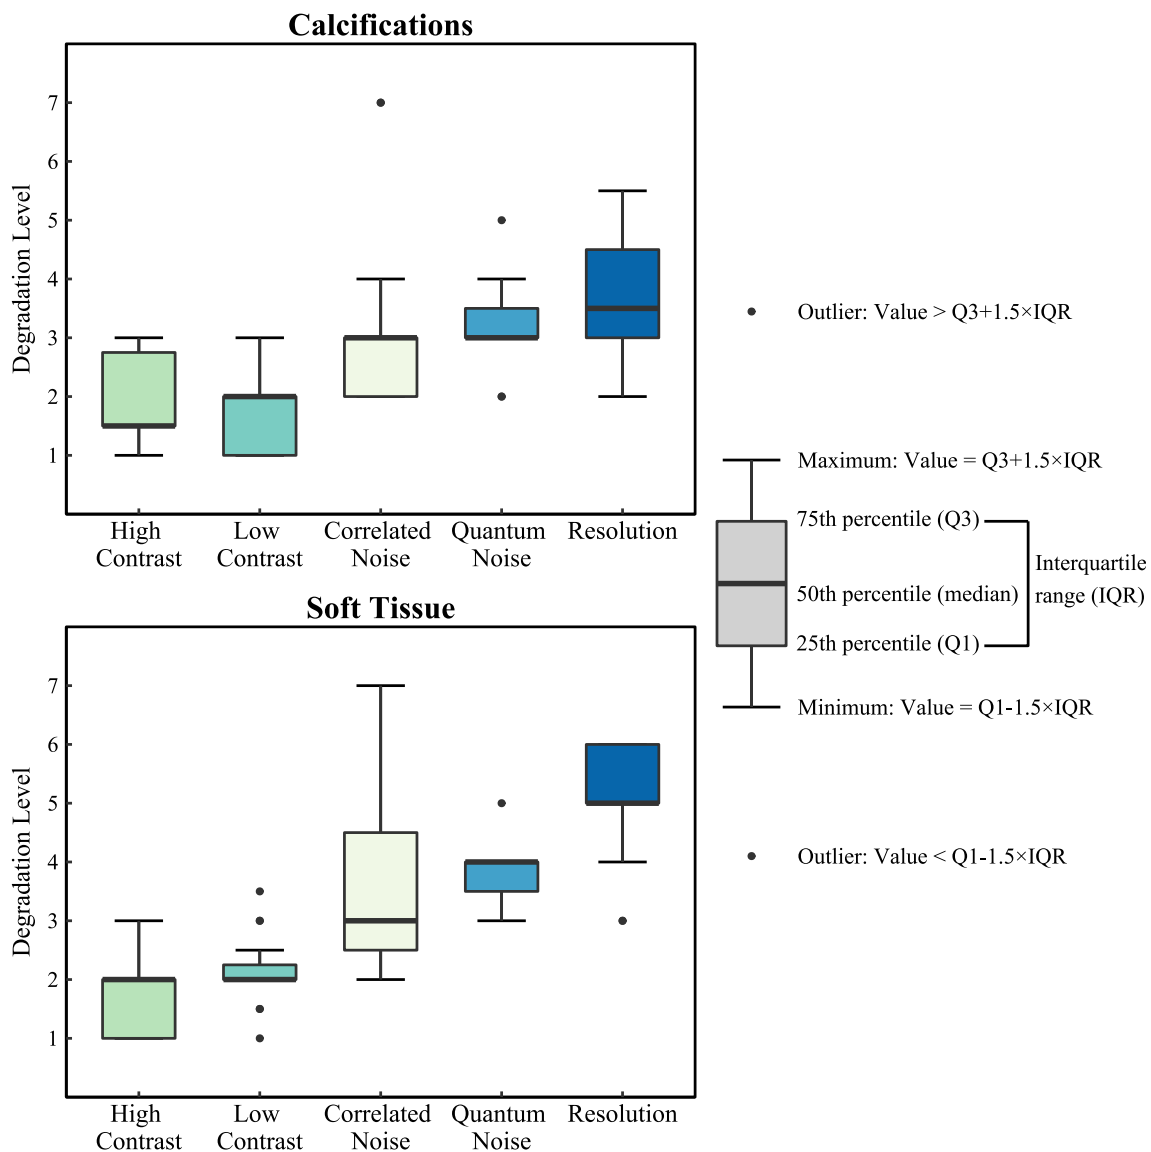 Calcifications
Degradation Level
7
6
5
4
3
2
1
High
Contrast
Low
Contrast
Correlated
Noise
Quantum
Noise
Resolution
Soft Tissue
Degradation Level
7
6
5
4
3
2
1
High
Contrast
Low
Contrast
Correlated
Noise
Quantum
Noise
Resolution
Outlier: Value > Q3+1.5×IQR
Maximum: Value = Q3+1.5×IQR
75th percentile (Q3)
50th percentile (median)
25th percentile (Q1)
Interquartile
range (IQR)
Minimum: Value = Q1-1.5×IQR
Outlier: Value < Q1-1.5×IQR